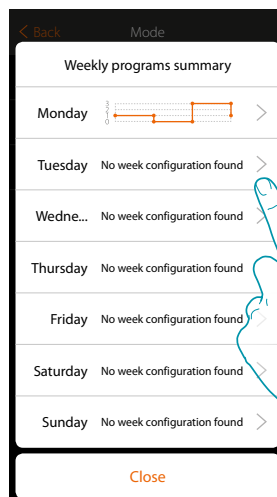 < Back Mode
Weekly programs summary
Monday 3 2 1 0 >
Tuesday No week configuration found >
Wedne... No week configuration found >
Thursday No week configuration found
Friday No week configuration found
Saturday No week configuration found
Sunday No week configuration found >
Close